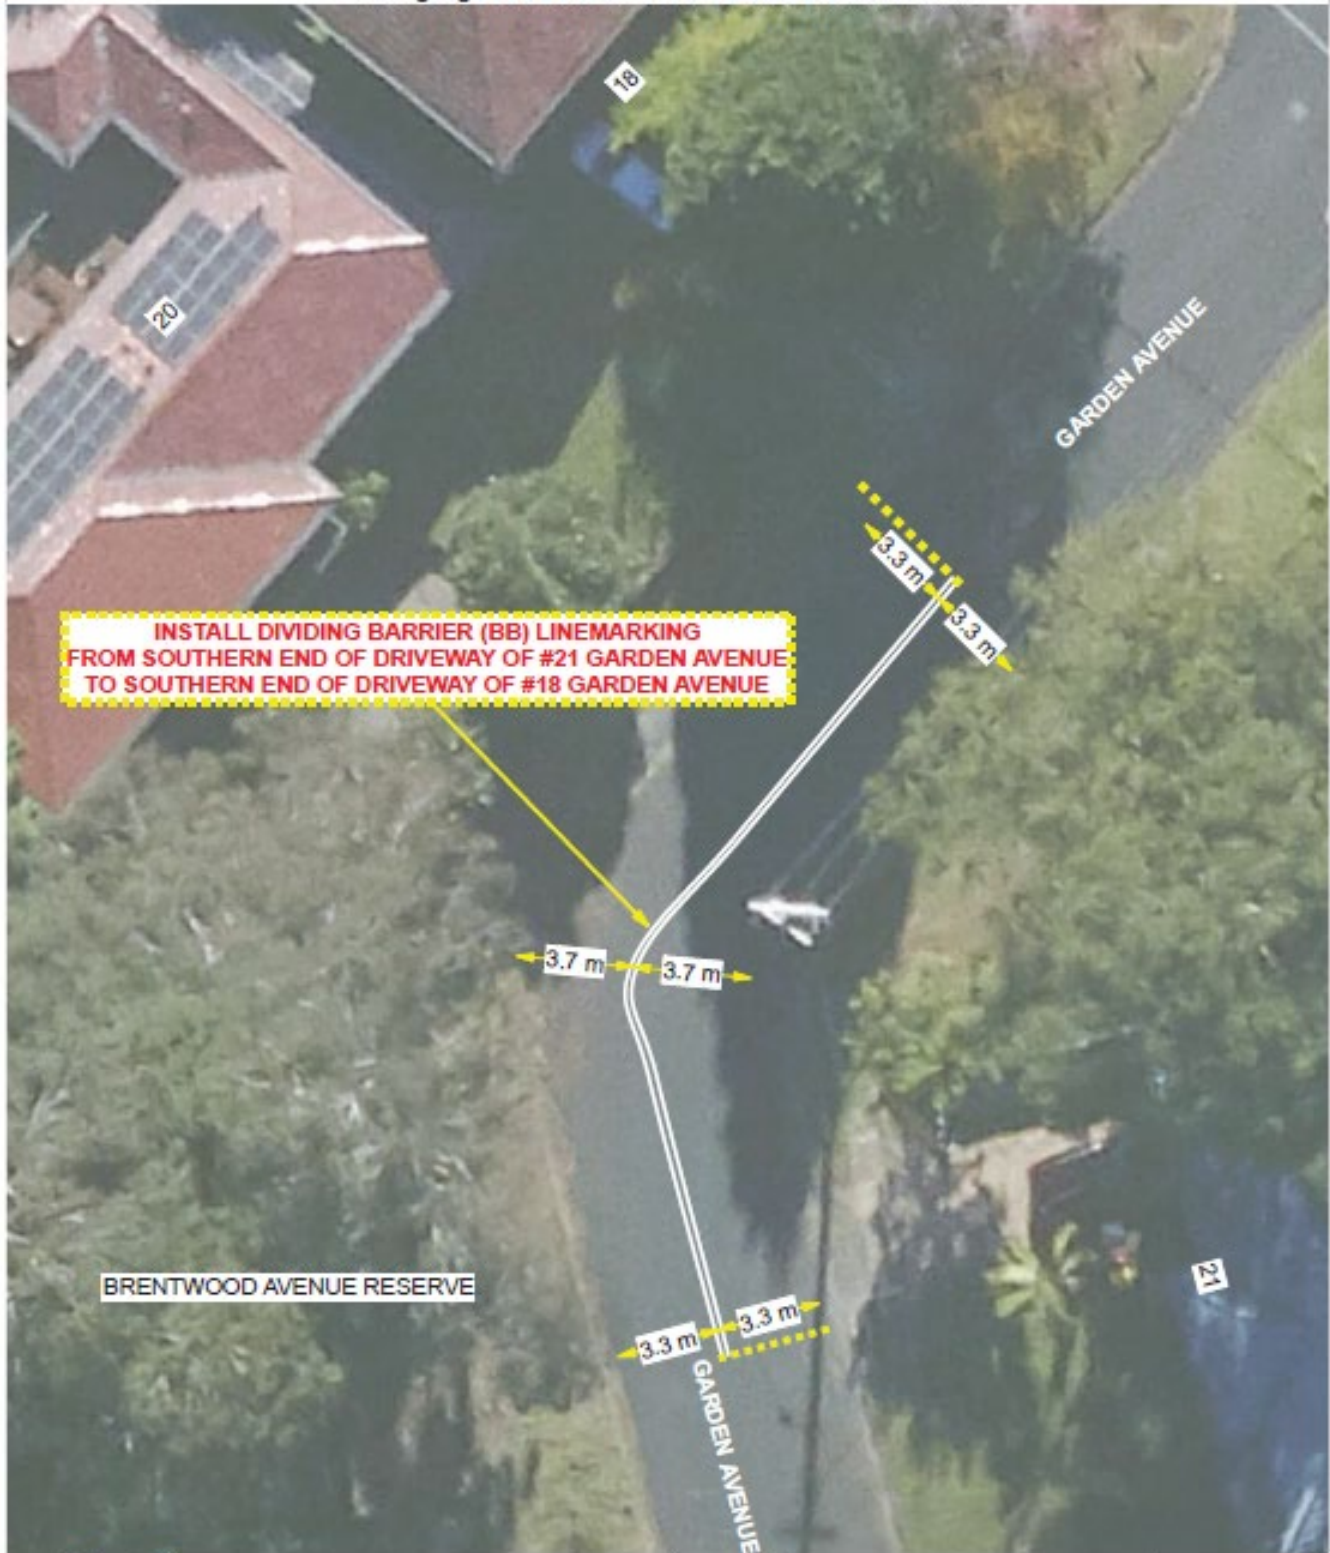 18
20
GARDEN AVENUE
3.3 m
3.3 m
INSTALL DIVIDING BARRIER (BB) LINEMARKING
FROM SOUTHERN END OF DRIVEWAY OF #21 GARDEN AVENUE
TO SOUTHERN END OF DRIVEWAY OF #18 GARDEN AVENUE
3.7 m
3.7 m
BRENTWOOD AVENUE RESERVE
21
3.3 m
3.3 m
GARDEN AVENUE